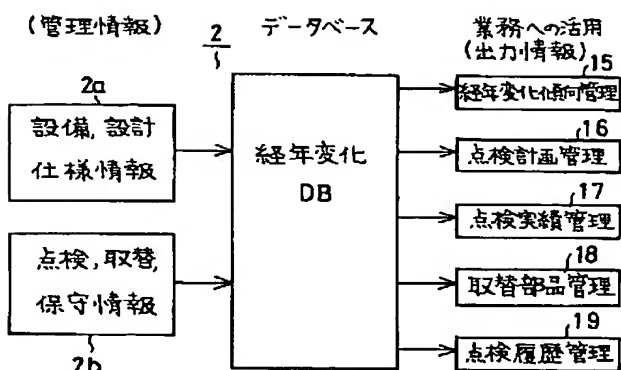 (管理情報)
2
データベース
業務への活用
(出力情報)
15
2a
経年変化傾向管理
設備,設計
仕様情報
16
点検計画管理
経年変化
DB
17
点検実績管理
点検,取替,
保守情報
18
取替部品管理
19
点検履歴管理
2b